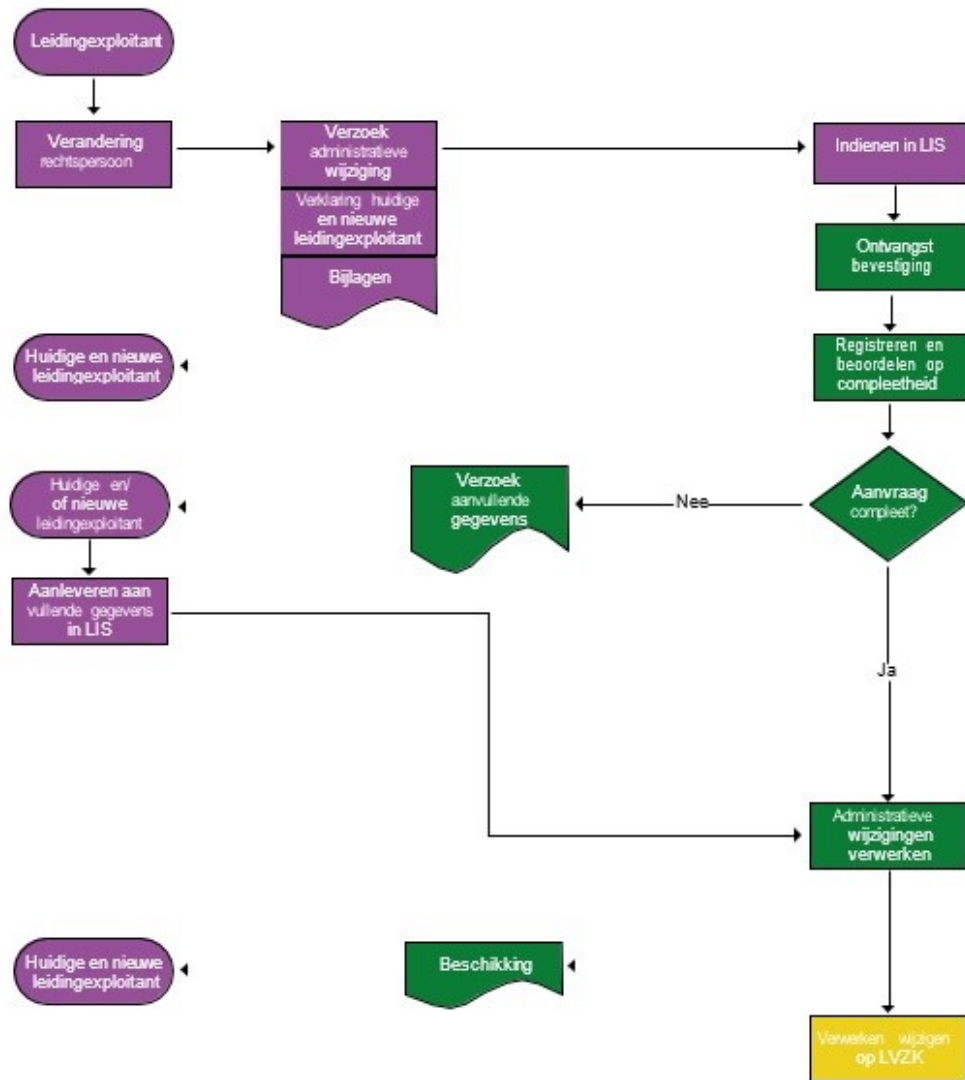 Leidingexploitant
Verandering
rechtspersoon
Verzoek
administratieve
wijziging
Verklaring huidige
en nieuwe
leidingexploitant
Bijlagen
Indienen in LIS
Ontvangst
bevestiging
Huidige en nieuwe
leidingexploitant
Registreren en
beoordelen op
compleetheid
Huidige en/
of nieuwe
leidingexploitant
Verzoek
aanvullende
gegevens
Nee
Aanvraag
compleet?
Aanleveren aan
vullende gegevens
in LIS
Ja
Administratieve
wijzigingen
verwerken
Huidige en nieuwe
leidingexploitant
Beschikking
Verwerken wijzigen
op LVZK